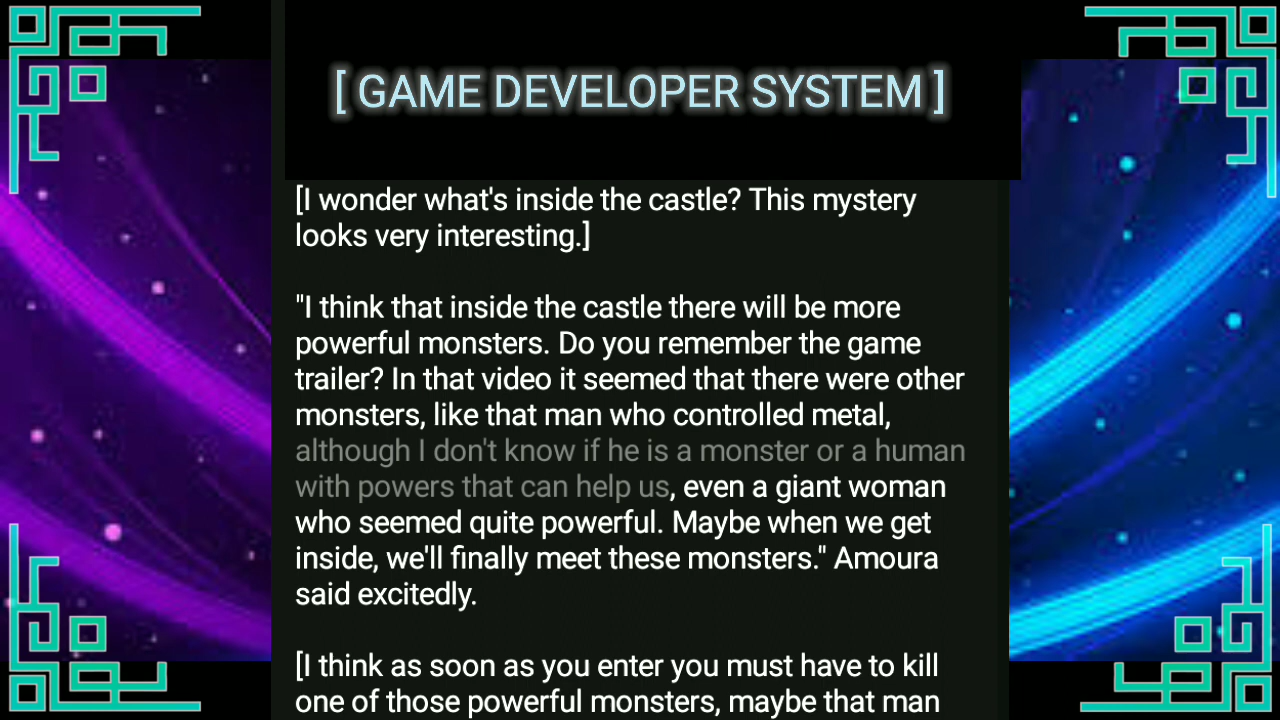 [ GAME DEVELOPER SYSTEM ]
[I wonder what's inside the castle? This mystery
looks very interesting.]
"I think that inside the castle there will be more
powerful monsters. Do you remember the game
trailer? In that video it seemed that there were other
monsters, like that man who controlled metal,
although I don't know if he is a monster or a human
with powers that can help us, even a giant woman
who seemed quite powerful. Maybe when we get
inside, we'll finally meet these monsters." Amoura
said excitedly.
[I think as soon as you enter you must have to kill
one of those powerful monsters, maybe that man